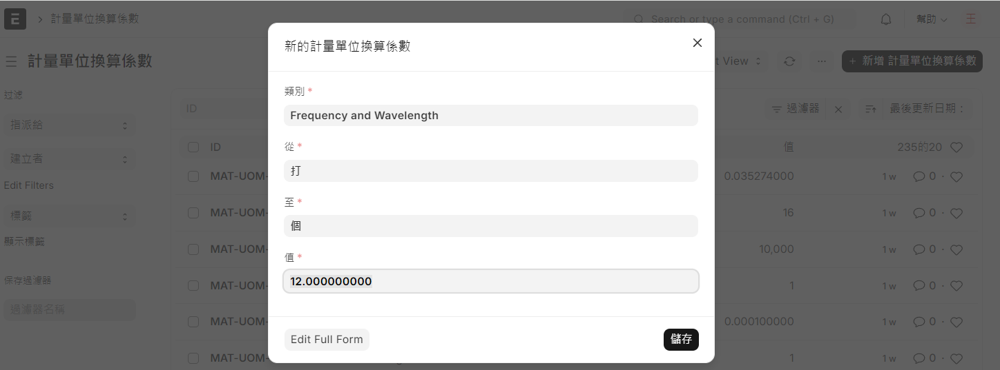 E > 計量單位換算係數
Search or type a command (Ctrl + G)
幫助
王
計量單位換算係數
t View
...
+ 新增 計量單位換算係數
过滤
指派給
建立者
Edit Filters
標籤
顯示標籤
保存過濾器
過濾器名稱
ID
過濾器
最後更新日期：
ID
值
235的20
MAT-UOM-
0.035274000
1 w
0
MAT-UOM-
16
1 w
0
MAT-UOM-
10,000
1 w
0
MAT-UOM-
1
1 w
0
MAT-UOM-
0.000100000
1 w
0
MAT-UOM-
1
1 w
0
新的計量單位換算係數
類別 *
Frequency and Wavelength
從 *
打
至 *
個
值 *
12.000000000
Edit Full Form
儲存